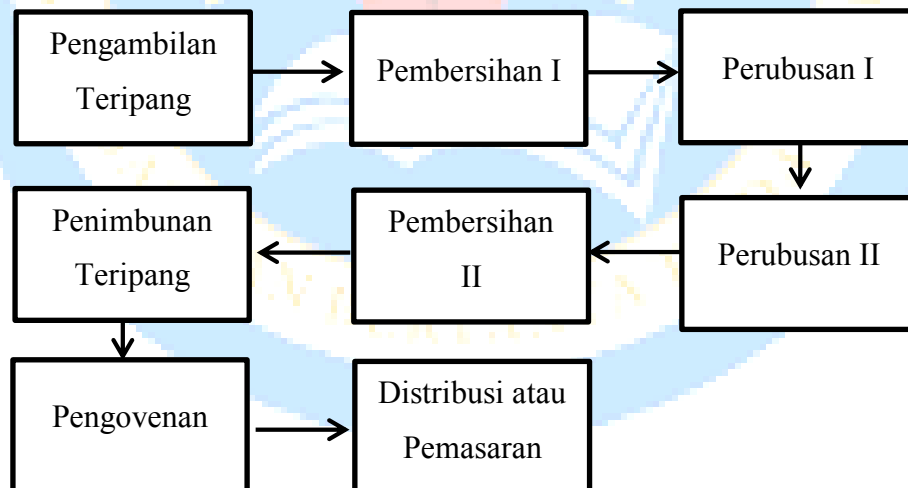 Pengambilan
Teripang
Pembersihan I
Perubusan I
Perubusan II
Pembersihan
II
Penimbunan
Teripang
Pengovenan
Distribusi atau
Pemasaran